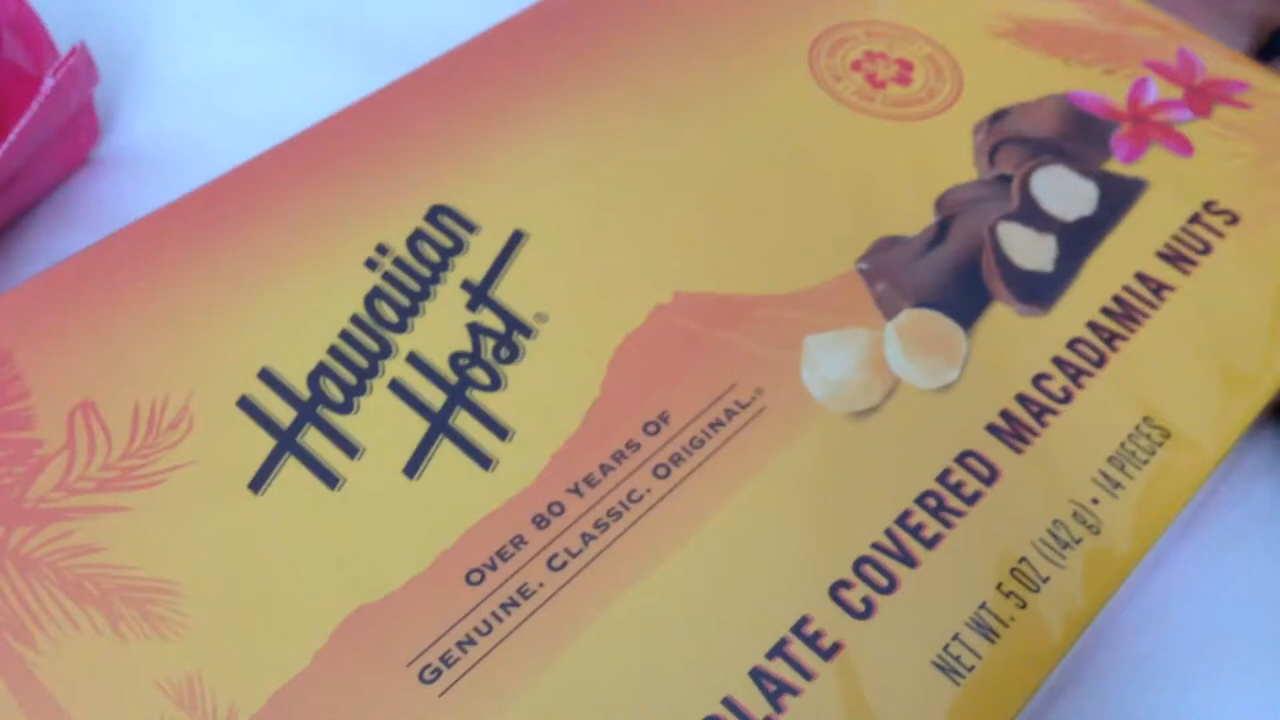 Hawaiian
Host®
OVER 80 YEARS OF
GENUINE. CLASSIC. ORIGINAL.®
LATE COVERED MACADAMIA NUTS
NET WT. 5 OZ (142 g) • 14 PIECES